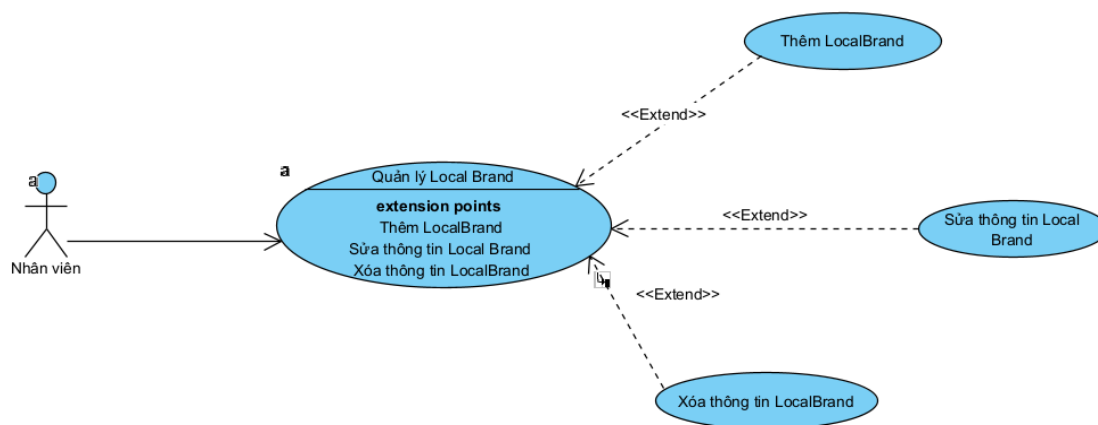 Thêm LocalBrand
<<Extend>>
a
Quản lý Local Brand
a
extension points
Thêm LocalBrand
Sửa thông tin Local Brand
Xóa thông tin LocalBrand
<<Extend>>
Sửa thông tin Local
Brand
Nhân viên
<<Extend>>
Xóa thông tin LocalBrand